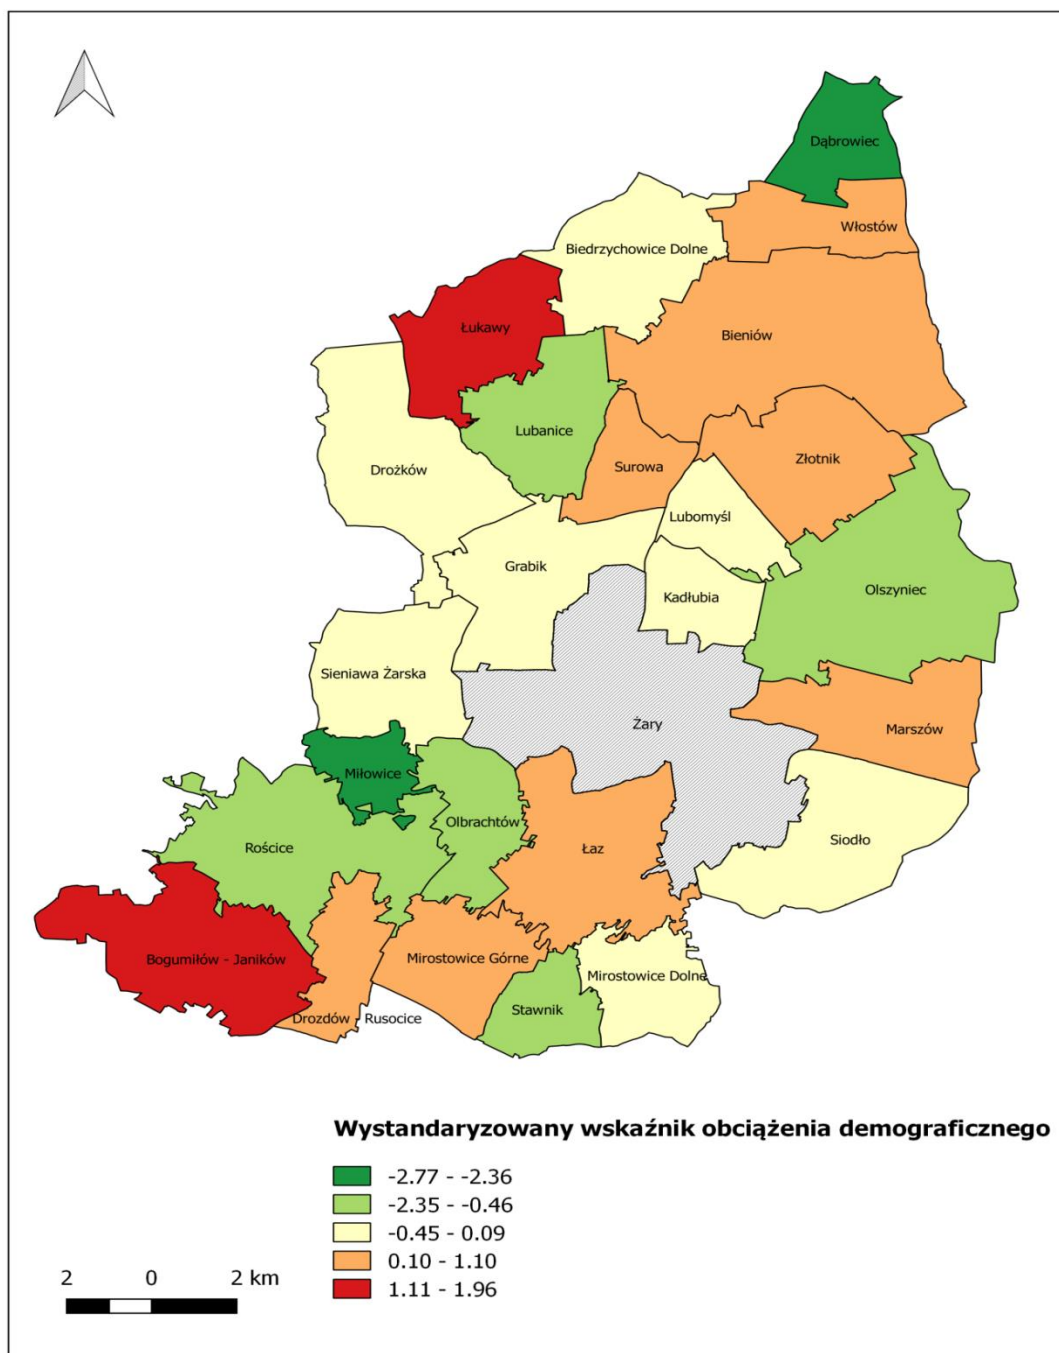 Dąbrowiec
Włostów
Biedrzychowice Dolne
Łukawy
Bieniów
Lubanice
Złotnik
Surowa
Drożków
Lubomyśl
Grabik
Olszyniec
Kadłubia
Sieniawa Żarska
Żary
Marszów
Miłowice
Olbrachtów
Siodło
Rościce
Łaz
Bogumiłów - Janików
Mirostowice Górne
Mirostowice Dolne
Stawnik
Drozdów
Rusocice
Wystandaryzowany wskaźnik obciążenia demograficznego
-2.77 - -2.36
-2.35 - -0.46
-0.45 - 0.09
0.10 - 1.10
1.11 - 1.96
2 0 2 km